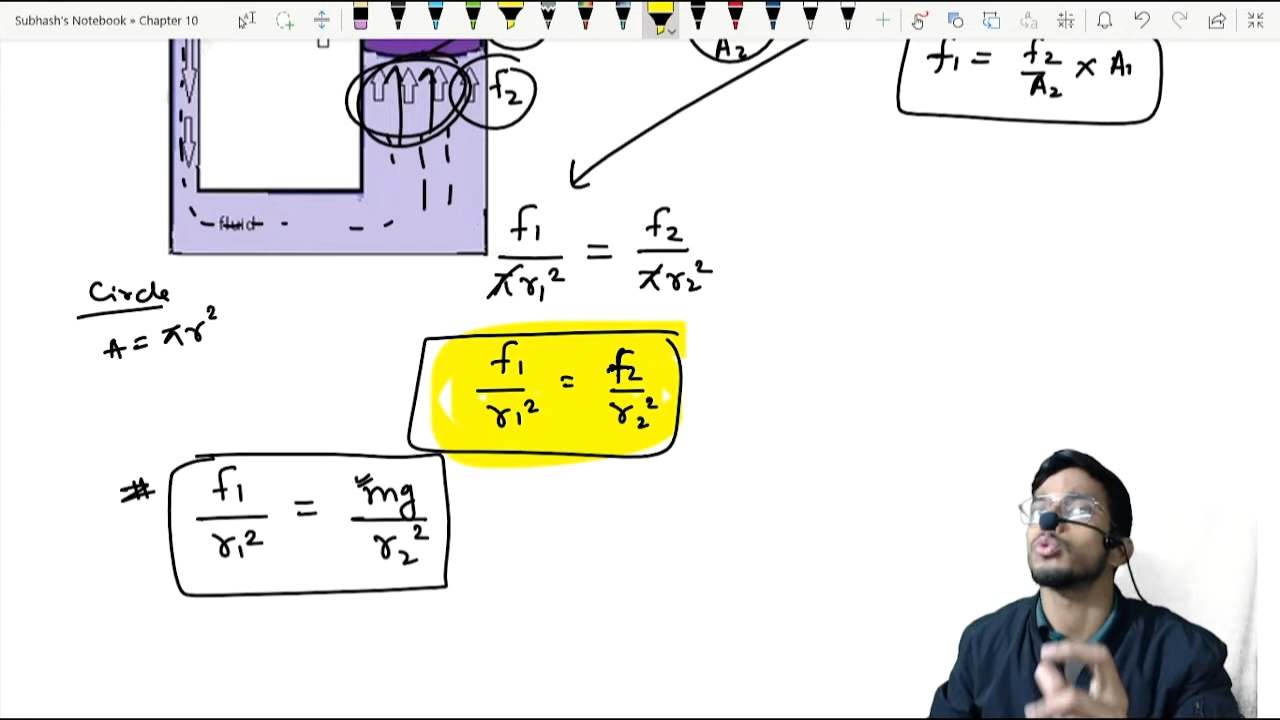 Subhash's Notebook » Chapter 10
A₂
f₁ = f₂/A₂ × A₁
f₂
fluid
f₁/πr₁² = f₂/πr₂²
Circle
A = πr²
f₁/r₁² = f₂/r₂²
# f₁/r₁² = mg/r₂²